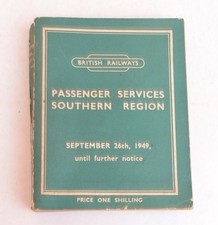 BRITISH RAILWAYS
PASSENGER SERVICES
SOUTHERN REGION
SEPTEMBER 26th, 1949,
until further notice
PRICE ONE SHILLING